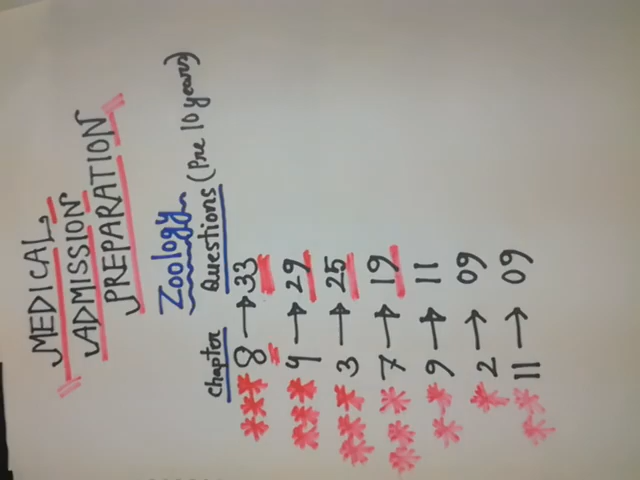 MEDICAL
ADMISSION
PREPARATION
Zoology
Chapter Questions (Pre 10 years)
*** 8 → 33
*** 4 → 29
*** 3 → 25
*** 7 → 19
** 9 → 11
* 2 → 09
** 11 → 09